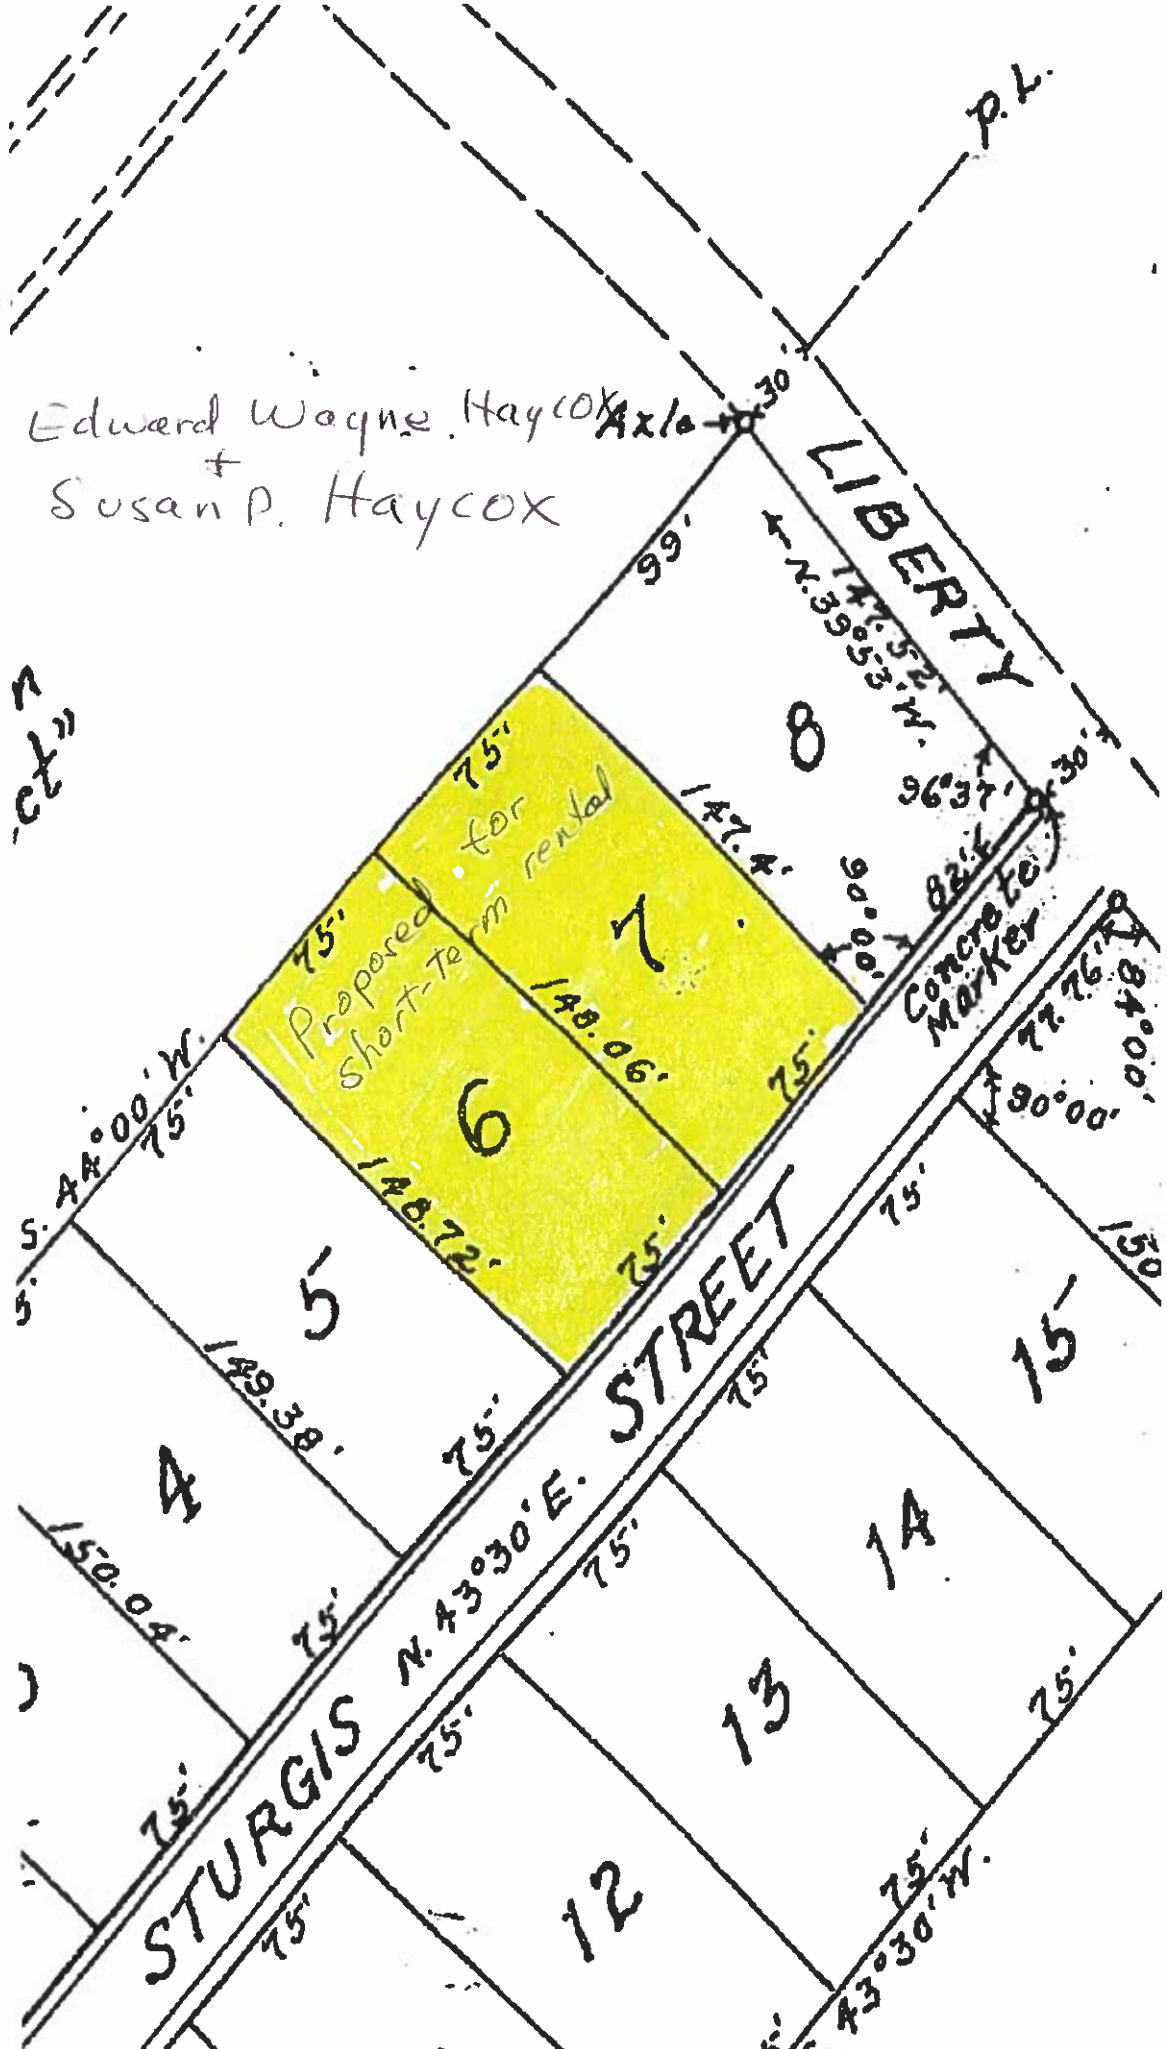 P.L.
30'
Edward Wayne Haycox
+
Susan P. Haycox
Axle
LIBERTY
99'
N.39°53'W.
147.52'
n
ct"
8
75'
147.4'
96°37'
30'
90°00'
82'±
Concrete
Marker
Proposed for
short-term rental
7
75'
148.06'
75'
77.76'
84°00'
90°00'
S. 44°00'W.
75'
6
148.72'
75'
75'
150
5'
5
149.38'
75'
STREET
75'
15
4
150.04'
75'
N. 43°30'E.
75'
14
75'
STURGIS
75'
13
75'
75'
12
75'
43°30'W.